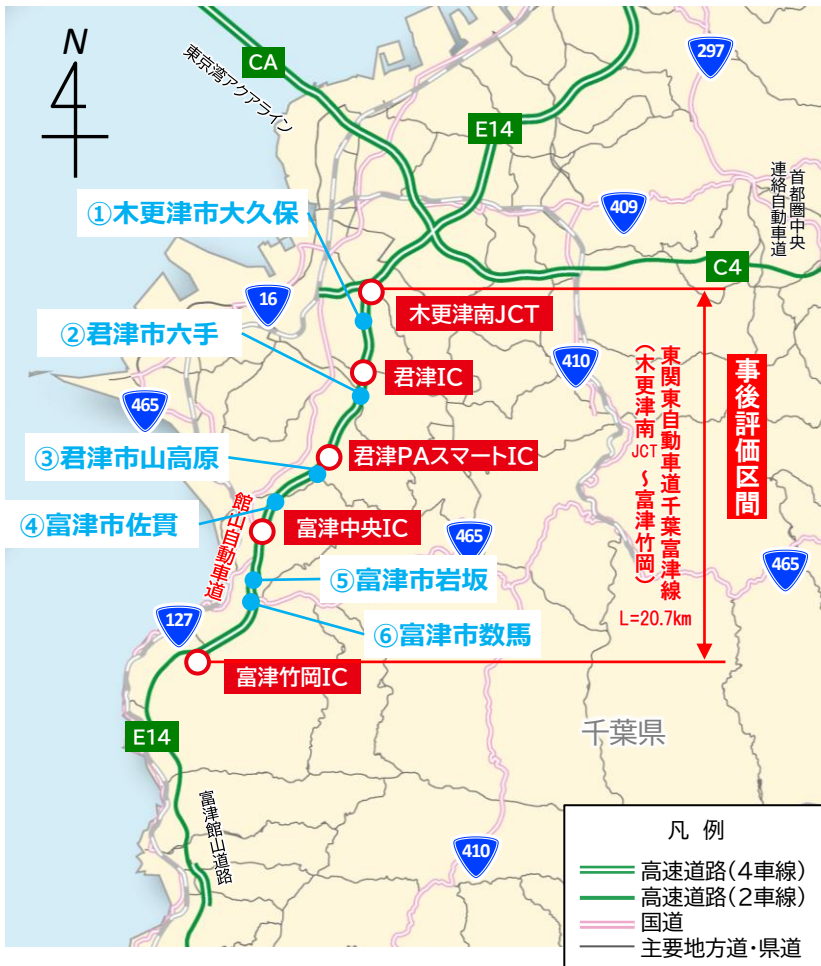 N
CA
東京湾アクアライン
297
E14
首都圏中央
連絡自動車道
409
①木更津市大久保
C4
16
木更津南JCT
②君津市六手
410
君津IC
465
東関東自動車道千葉富津線
(木更津南JCT~富津竹岡)
L=20.7km
事後評価区間
③君津市山高原
君津PAスマートIC
④富津市佐貫
館山自動車道
富津中央IC
465
465
⑤富津市岩坂
127
⑥富津市数馬
富津竹岡IC
E14
千葉県
富津館山道路
410
凡 例
高速道路(4車線)
高速道路(2車線)
国道
主要地方道・県道